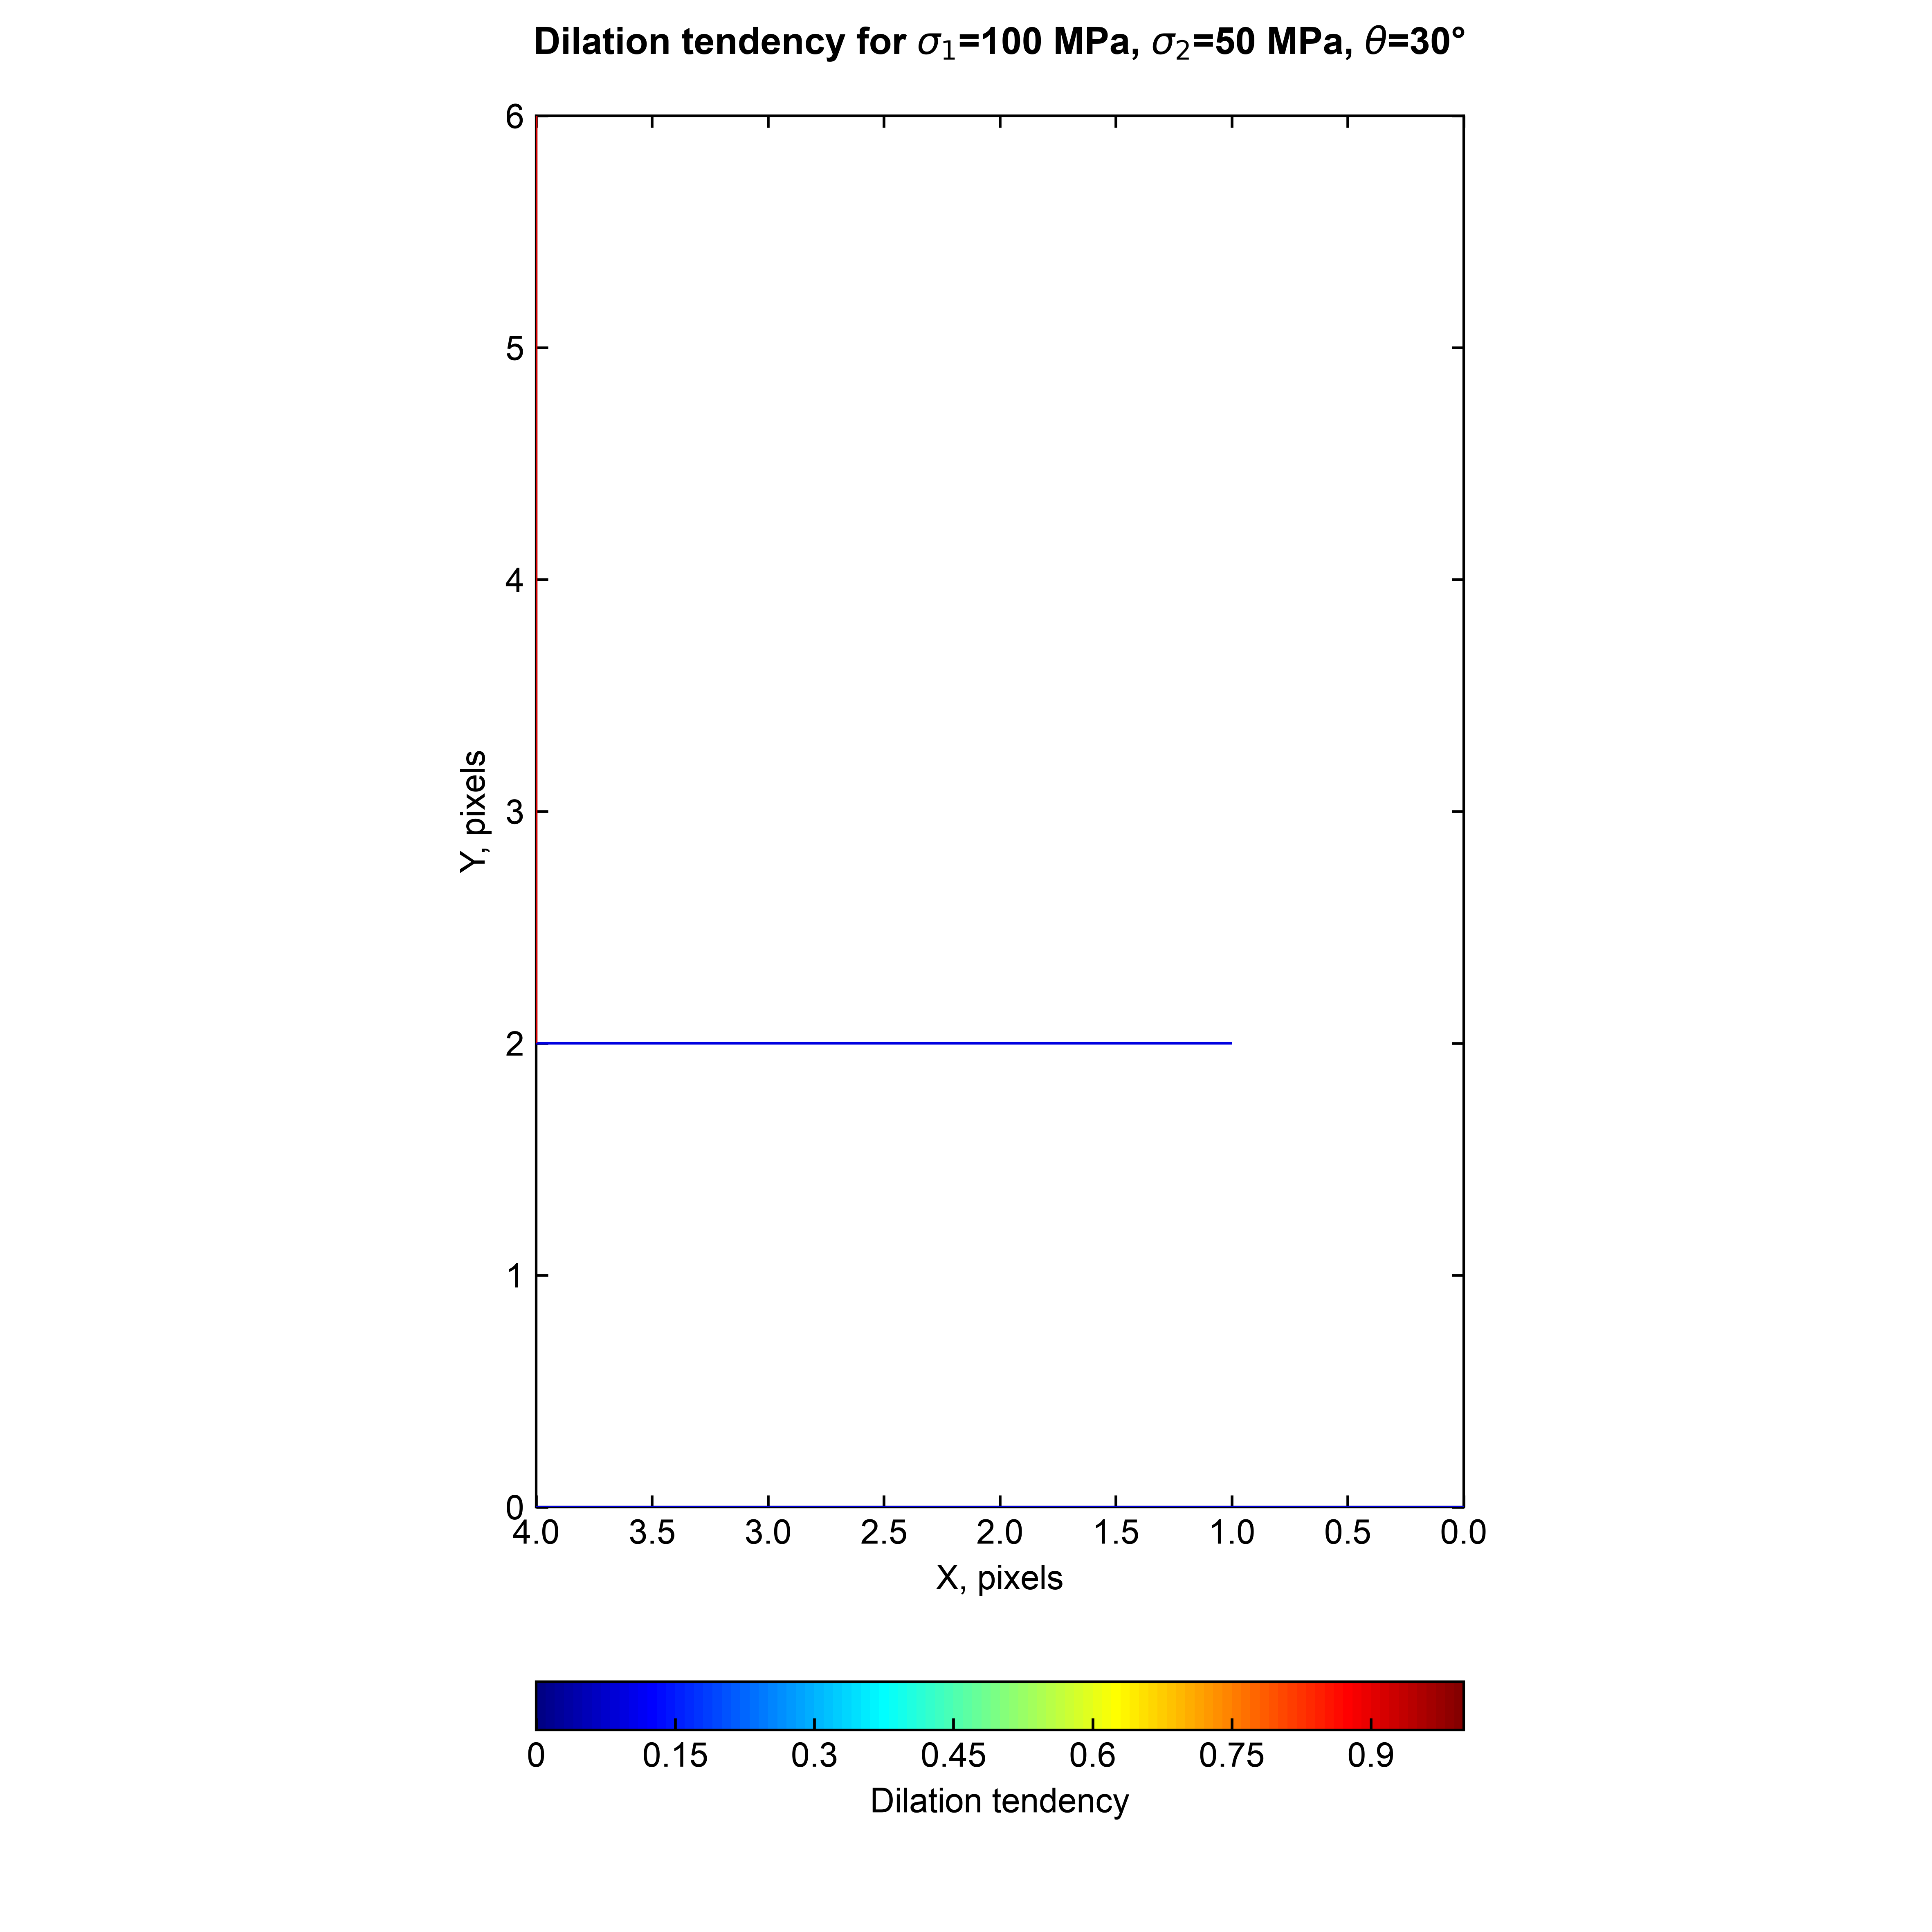 Dilation tendency for σ1=100 MPa, σ2=50 MPa, θ=30°
6
5
4
3
2
1
0
Y, pixels
4.0 3.5 3.0 2.5 2.0 1.5 1.0 0.5 0.0
X, pixels
0 0.15 0.3 0.45 0.6 0.75 0.9
Dilation tendency